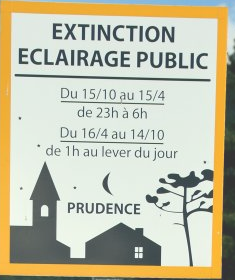 EXTINCTION
ECLAIRAGE PUBLIC
Du 15/10 au 15/4
de 23h à 6h
Du 16/4 au 14/10
de 1h au lever du jour
PRUDENCE